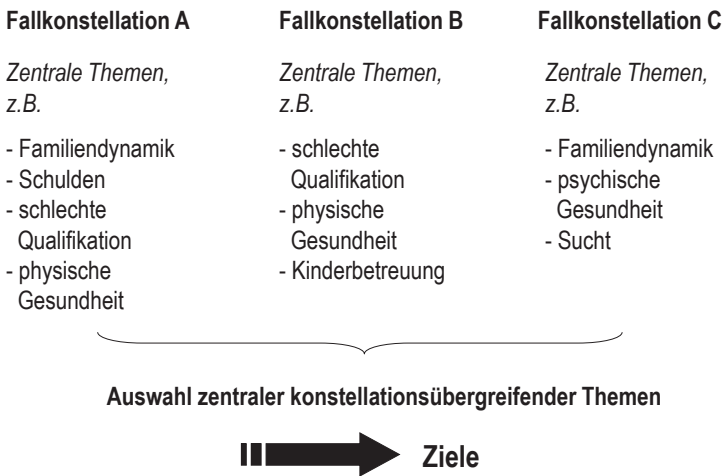 Fallkonstellation A
Zentrale Themen,
z.B.
- Familiendynamik
- Schulden
- schlechte
Qualifikation
- physische
Gesundheit
Fallkonstellation B
Zentrale Themen,
z.B.
- schlechte
Qualifikation
- physische
Gesundheit
- Kinderbetreuung
Fallkonstellation C
Zentrale Themen,
z.B.
- Familiendynamik
- psychische
Gesundheit
- Sucht
Auswahl zentraler konstellationsübergreifender Themen
Ziele